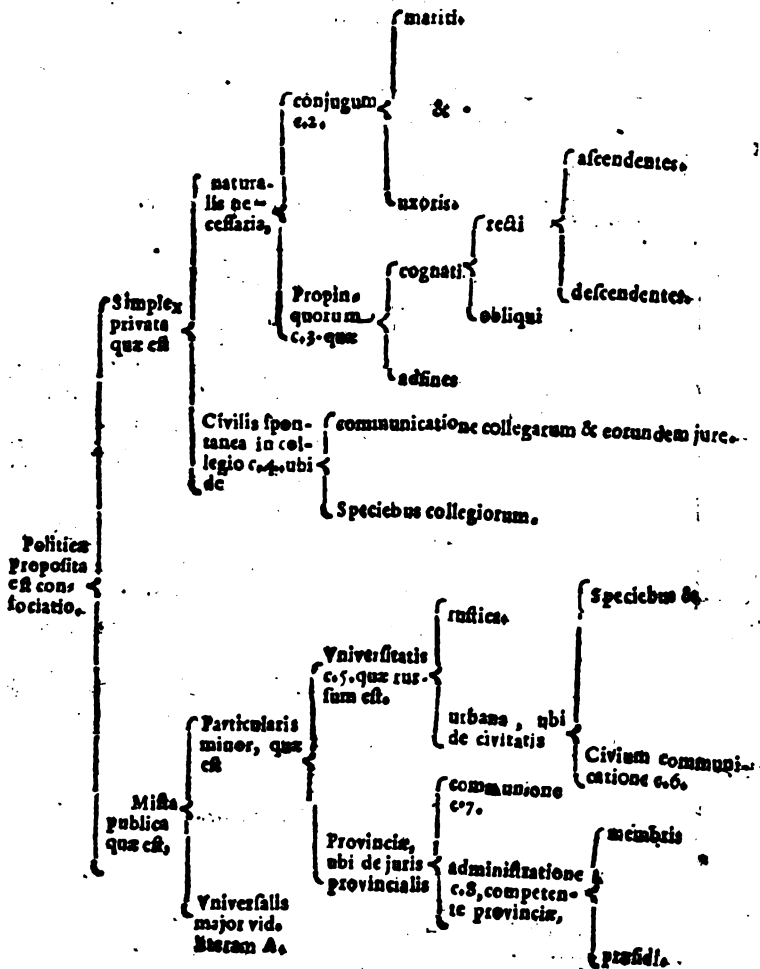 Politicæ
proposita
est con-
sociatio.
Simplex
privata
quæ est
natura-
lis ne-
cessaria,
conjugum
c.2.
mariti.
&
uxoris.
Propin-
quorum
c.3. quæ
cognati
recti
ascendentes.
descendentes.
obliqui
adfines
Civilis spon-
tanea in col-
legio c.4. ubi
de
communicatione collegarum & eorundem jure.
Speciebus collegiorum.
Mista
publica
quæ est,
Particularis
minor, quæ
est
Vniversitatis
c.5. quæ rur-
sum est.
rustica.
urbana, ubi
de civitatis
Speciebus &
Civium communi-
catione c.6.
Provinciæ,
ubi de juris
provincialis
communione
c.7.
administratione
c.8, competen-
te provinciæ,
membris
&
præsidi.
Vniversalis
major vid.
literam A.